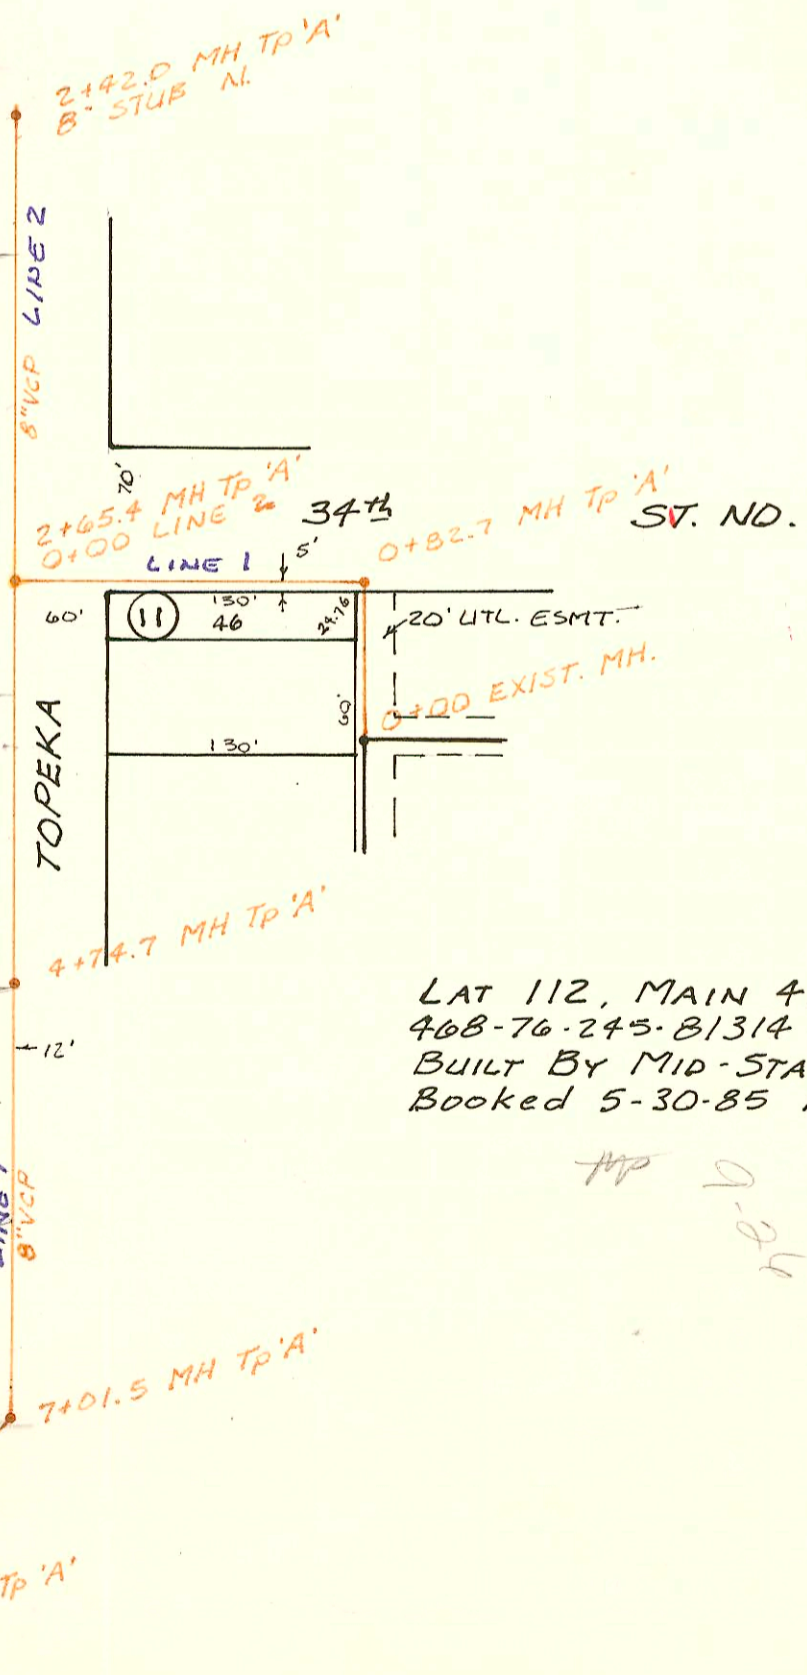 2+42.0 MH TP 'A'
8" STUB N.
LINE 2
8" VCP
70'
2+65.4 MH TP 'A'
0+00 LINE 2
34th
ST. NO.
0+82.7 MH TP 'A'
LINE 1
5'
60'
11
130'
46
24.76
20' UTL. ESMT.
0+00 EXIST. MH.
60'
130'
TOPEKA
4+74.7 MH TP 'A'
12'
LAT 112, MAIN 4
468-76-245-81314
BUILT BY MID-STA
Booked 5-30-85
8" VCP
7+01.5 MH TP 'A'
TP 'A'